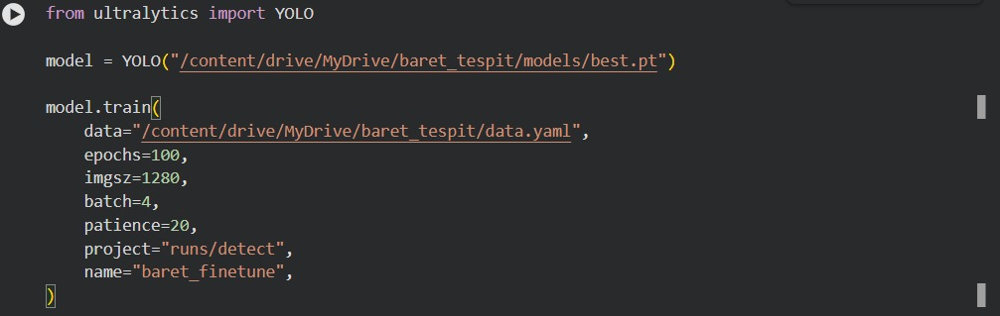 from ultralytics import YOLO
model = YOLO("/content/drive/MyDrive/baret_tespit/models/best.pt")
model.train(
data="/content/drive/MyDrive/baret_tespit/data.yaml",
epochs=100,
imgsz=1280,
batch=4,
patience=20,
project="runs/detect",
name="baret_finetune",
)